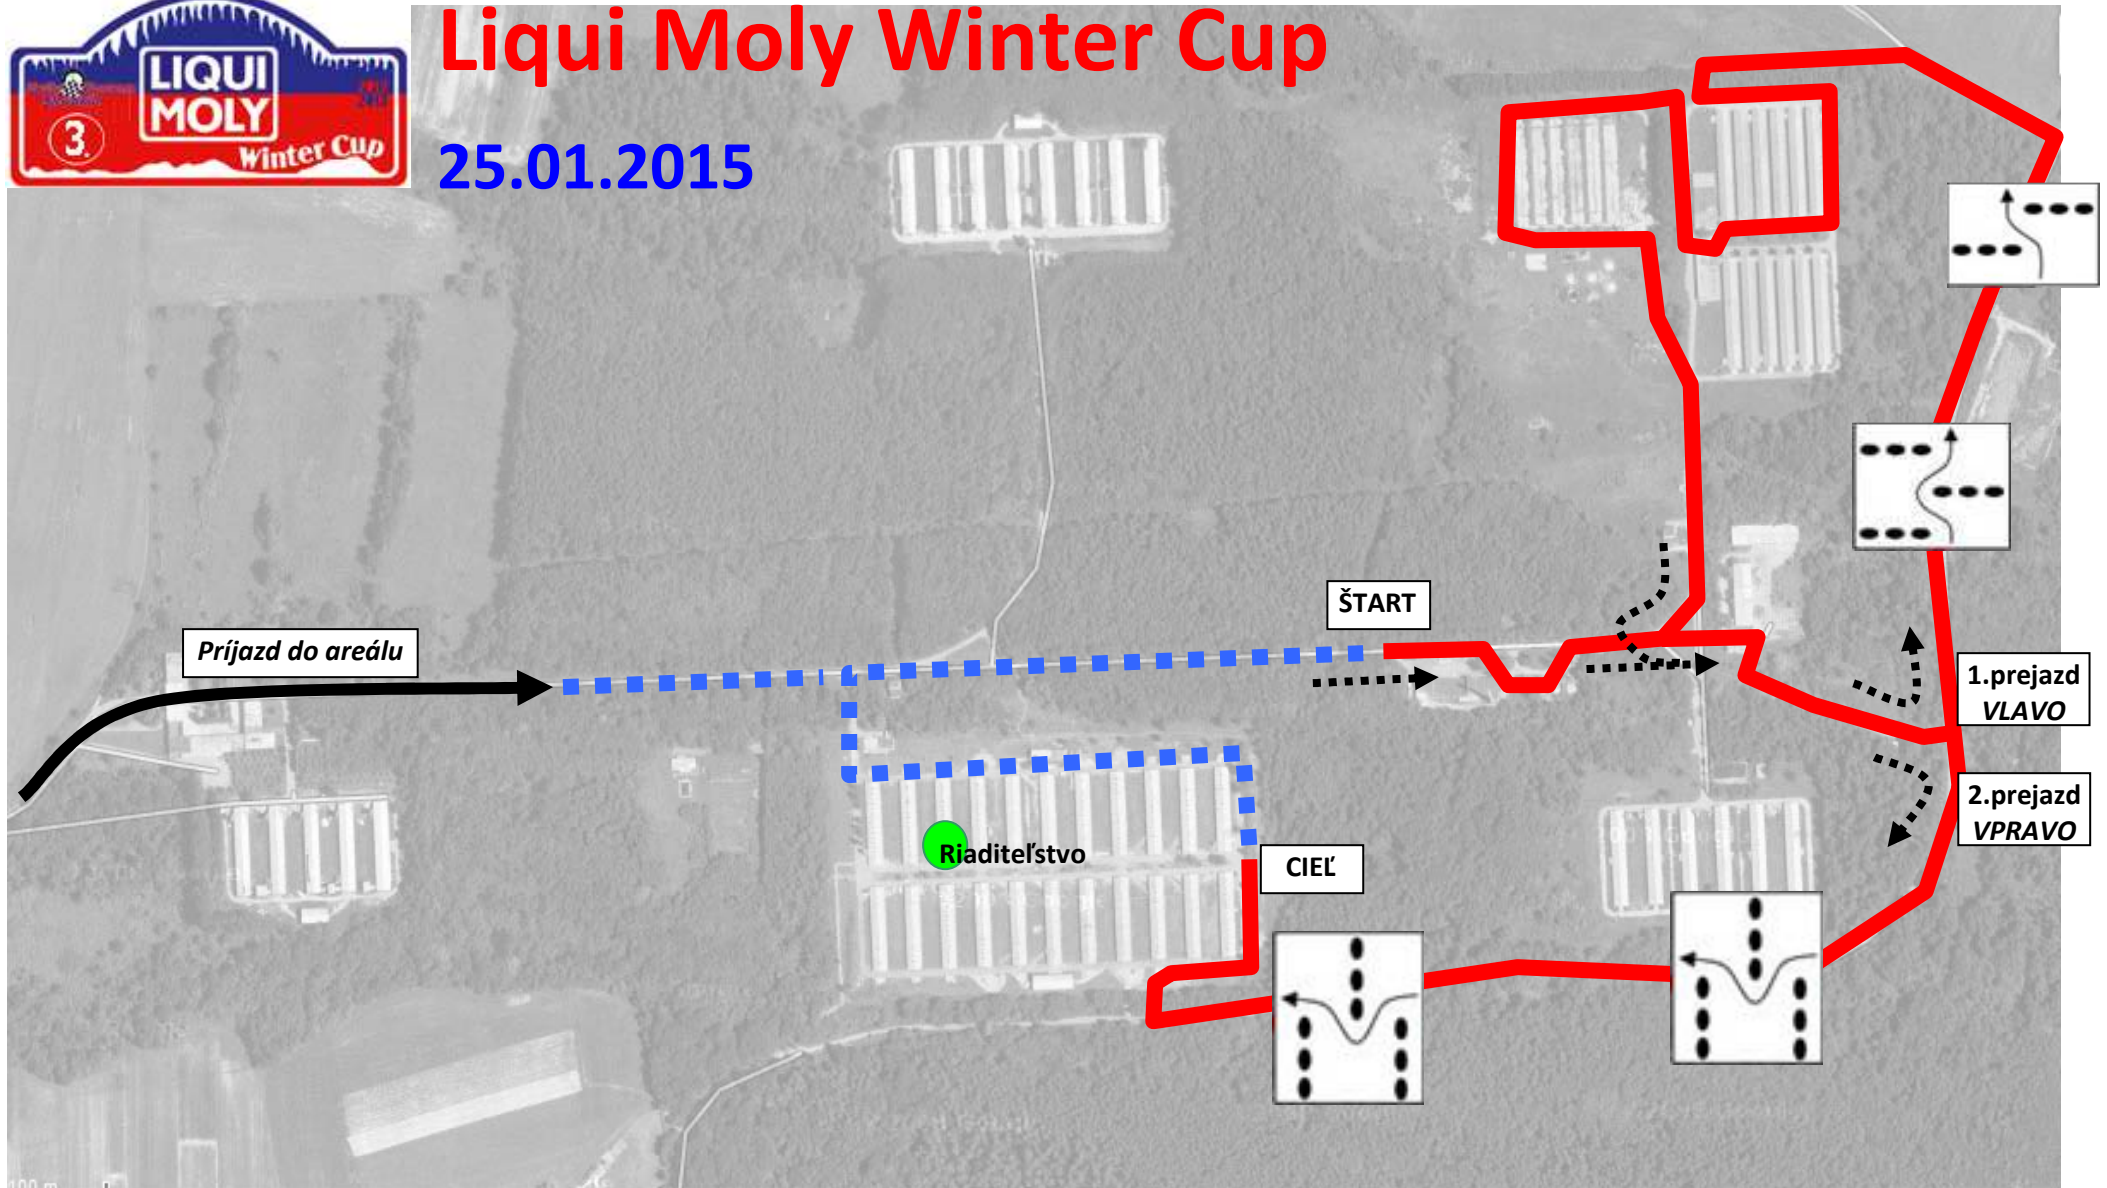 Liqui Moly Winter Cup
25.01.2015
LIQUI
MOLY
3.
Winter Cup
ŠTART
Príjazd do areálu
1.prejazd
VLAVO
2.prejazd
VPRAVO
Riaditeľstvo
CIEĽ
100 m